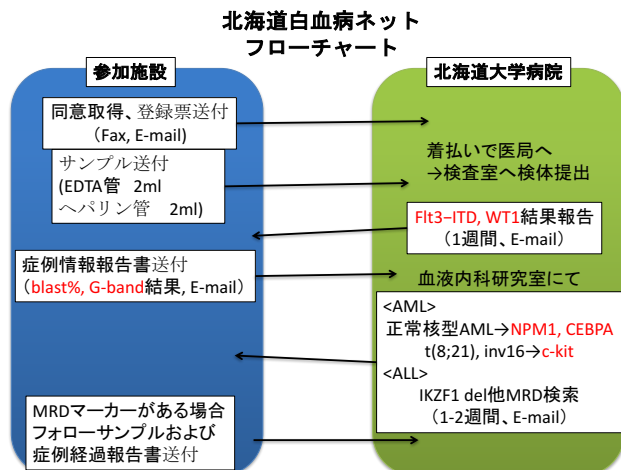 北海道白血病ネット
フローチャート
参加施設
北海道大学病院
同意取得、登録票送付
（Fax, E-mail）
サンプル送付
(EDTA管　2ml
ヘパリン管　2ml)
着払いで医局へ
→検査室へ検体提出
Flt3−ITD, WT1結果報告
（1週間、E-mail）
症例情報報告書送付
（blast%, G-band結果, E-mail）
血液内科研究室にて
<AML>
正常核型AML→NPM1, CEBPA
t(8;21), inv16→c-kit
<ALL>
IKZF1 del他MRD検索
（1-2週間、E-mail）
MRDマーカーがある場合
フォローサンプルおよび
症例経過報告書送付